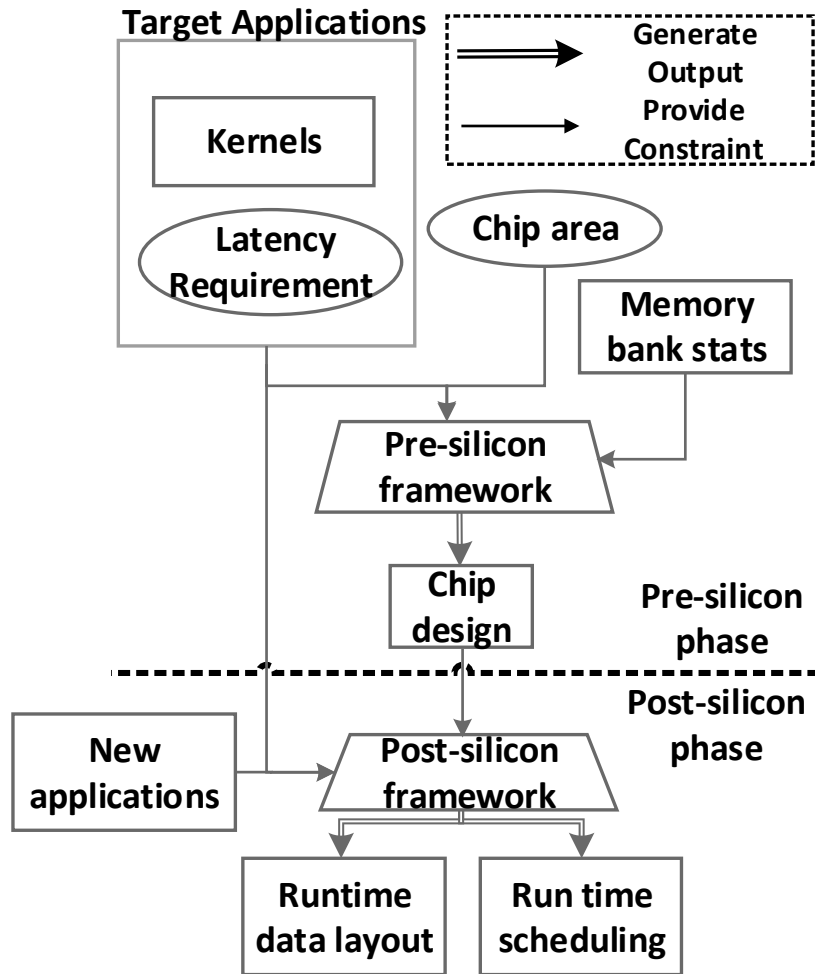 Target Applications
Generate
Output
Provide
Constraint
Kernels
Latency
Requirement
Chip area
Memory
bank stats
Pre-silicon
framework
Chip
design
Pre-silicon
phase
Post-silicon
phase
New
applications
Post-silicon
framework
Runtime
data layout
Run time
scheduling